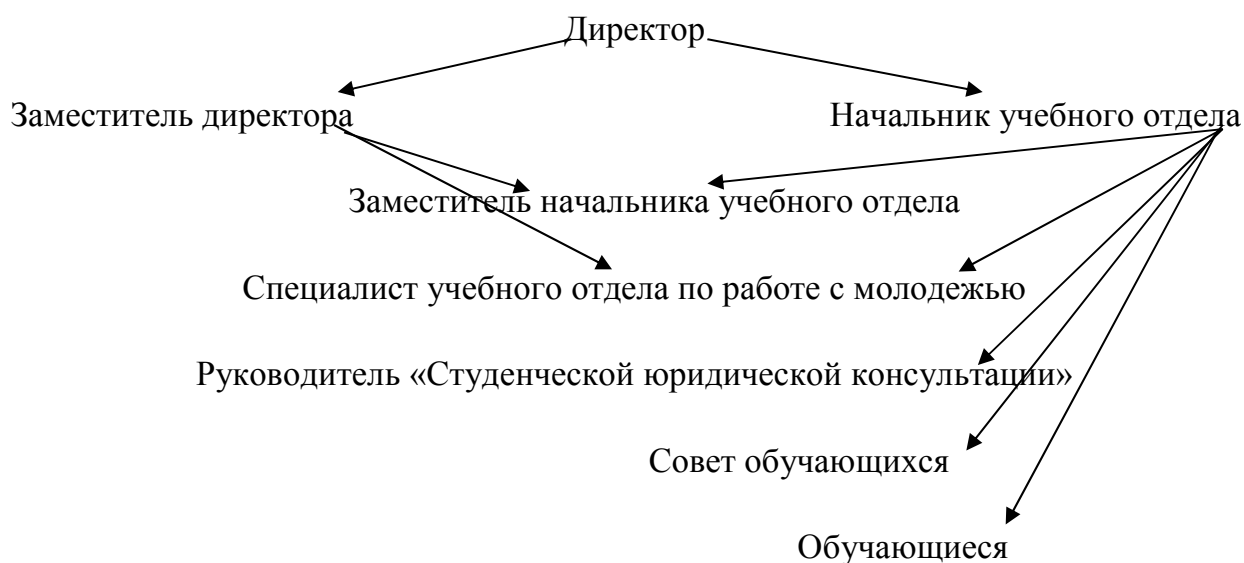 Директор
Заместитель директора
Начальник учебного отдела
Заместитель начальника учебного отдела
Специалист учебного отдела по работе с молодежью
Руководитель «Студенческой юридической консультации»
Совет обучающихся
Обучающиеся